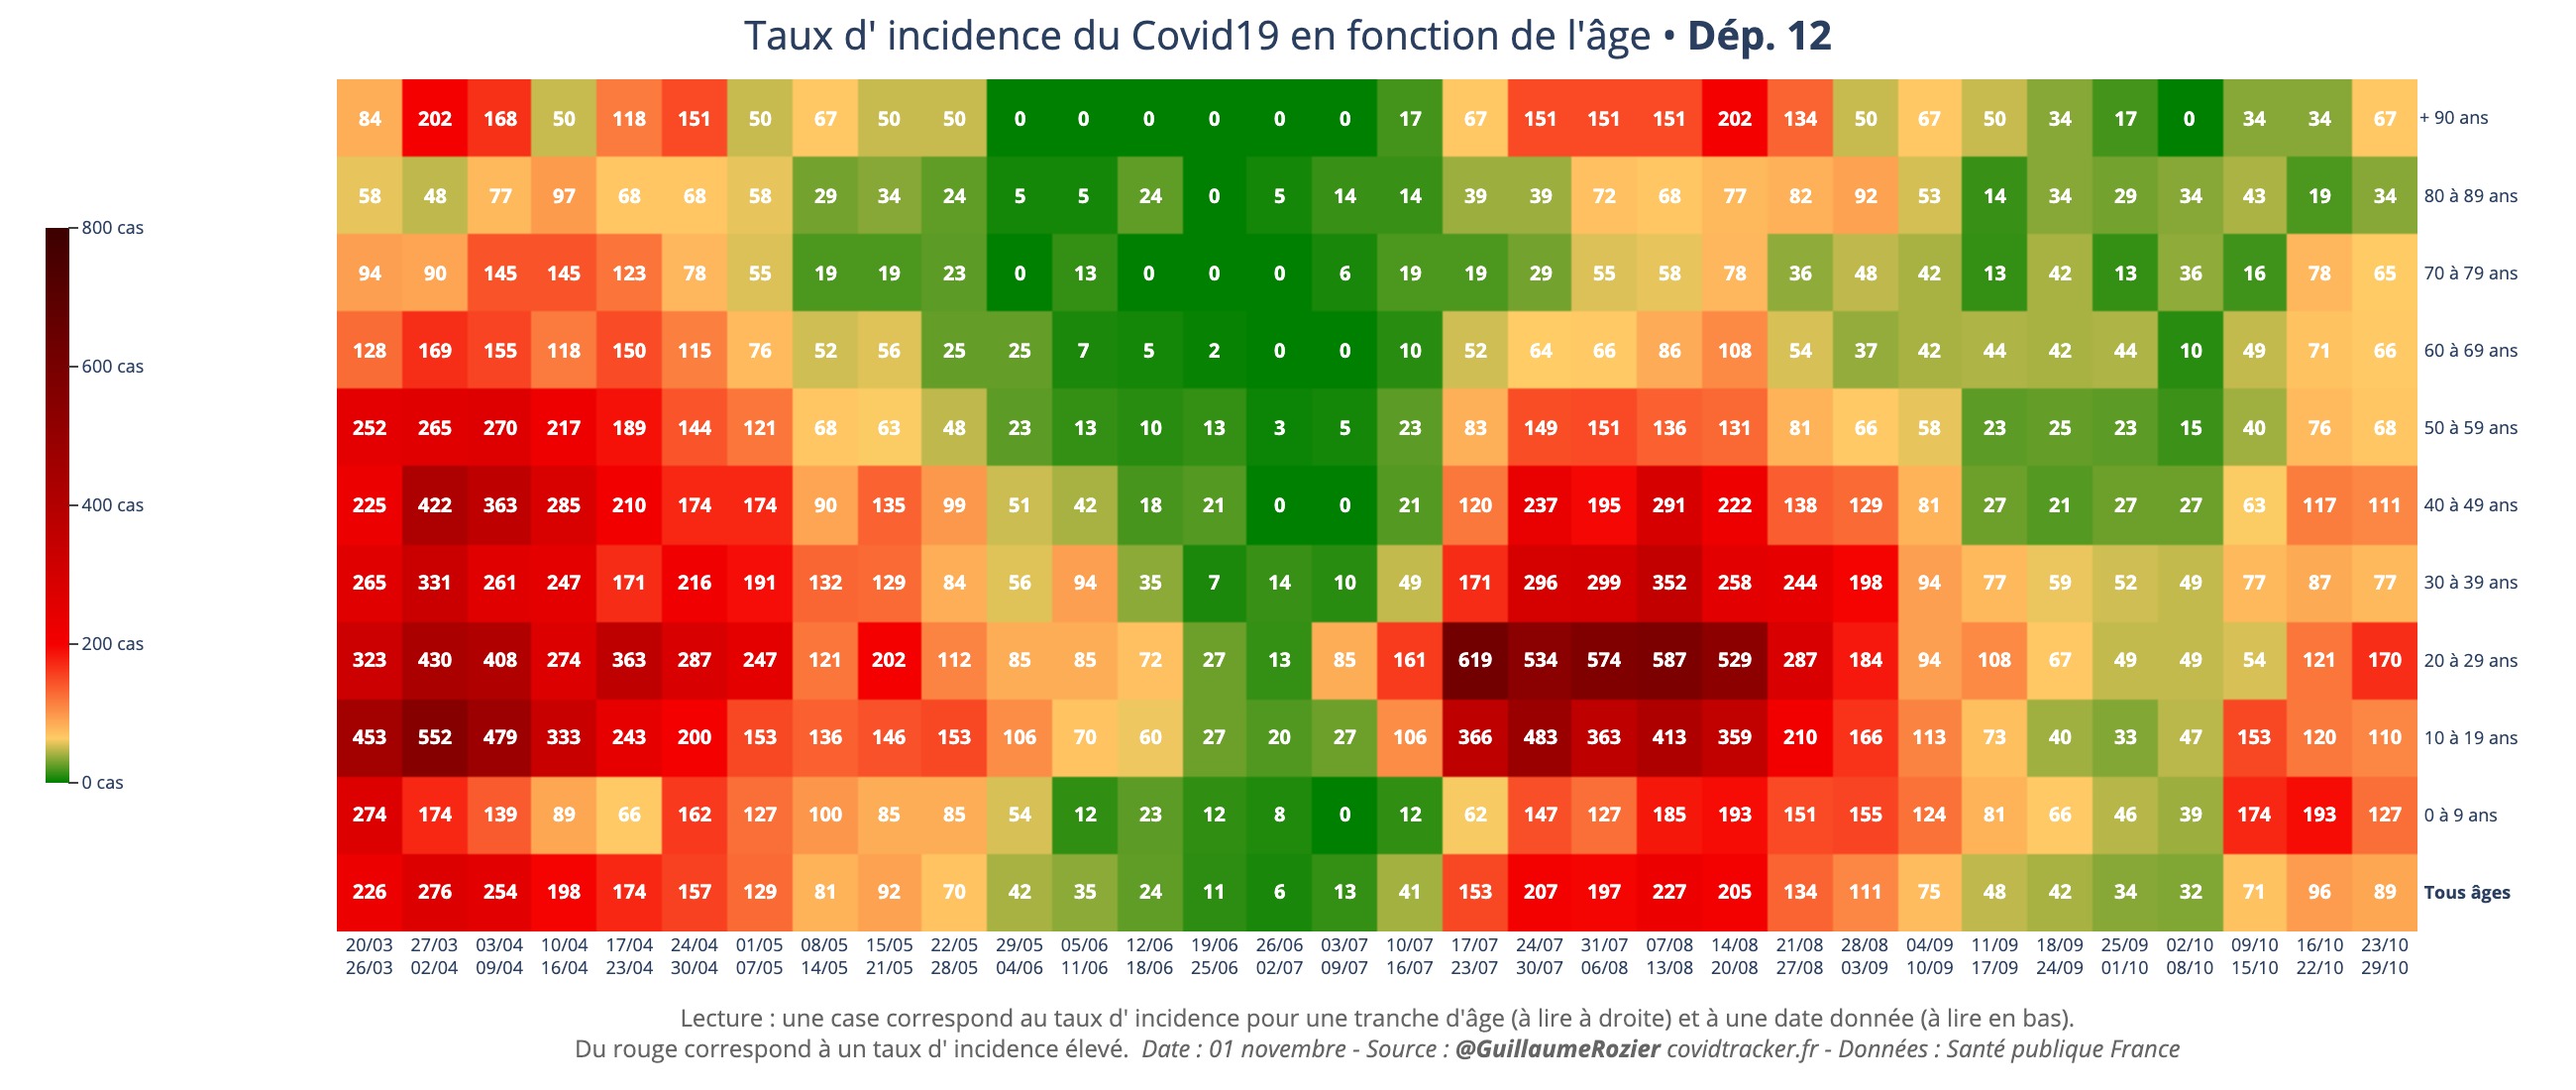 Taux d' incidence du Covid19 en fonction de l'âge • Dép. 12
800 cas
600 cas
400 cas
200 cas
0 cas
84 202 168 50 118 151 50 67 50 50 0 0 0 0 0 0 17 67 151 151 151 202 134 50 67 50 34 17 0 34 34 67 + 90 ans
58 48 77 97 68 68 58 29 34 24 5 5 24 0 5 14 14 39 39 72 68 77 82 92 53 14 34 29 34 43 19 34 80 à 89 ans
94 90 145 145 123 78 55 19 19 23 0 13 0 0 0 6 19 19 29 55 58 78 36 48 42 13 42 13 36 16 78 65 70 à 79 ans
128 169 155 118 150 115 76 52 56 25 25 7 5 2 0 0 10 52 64 66 86 108 54 37 42 44 42 44 10 49 71 66 60 à 69 ans
252 265 270 217 189 144 121 68 63 48 23 13 10 13 3 5 23 83 149 151 136 131 81 66 58 23 25 23 15 40 76 68 50 à 59 ans
225 422 363 285 210 174 174 90 135 99 51 42 18 21 0 0 21 120 237 195 291 222 138 129 81 27 21 27 27 63 117 111 40 à 49 ans
265 331 261 247 171 216 191 132 129 84 56 94 35 7 14 10 49 171 296 299 352 258 244 198 94 77 59 52 49 77 87 77 30 à 39 ans
323 430 408 274 363 287 247 121 202 112 85 85 72 27 13 85 161 619 534 574 587 529 287 184 94 108 67 49 49 54 121 170 20 à 29 ans
453 552 479 333 243 200 153 136 146 153 106 70 60 27 20 27 106 366 483 363 413 359 210 166 113 73 40 33 47 153 120 110 10 à 19 ans
274 174 139 89 66 162 127 100 85 85 54 12 23 12 8 0 12 62 147 127 185 193 151 155 124 81 66 46 39 174 193 127 0 à 9 ans
226 276 254 198 174 157 129 81 92 70 42 35 24 11 6 13 41 153 207 197 227 205 134 111 75 48 42 34 32 71 96 89 Tous âges
20/03 27/03 03/04 10/04 17/04 24/04 01/05 08/05 15/05 22/05 29/05 05/06 12/06 19/06 26/06 03/07 10/07 17/07 24/07 31/07 07/08 14/08 21/08 28/08 04/09 11/09 18/09 25/09 02/10 09/10 16/10 23/10
26/03 02/04 09/04 16/04 23/04 30/04 07/05 14/05 21/05 28/05 04/06 11/06 18/06 25/06 02/07 09/07 16/07 23/07 30/07 06/08 13/08 20/08 27/08 03/09 10/09 17/09 24/09 01/10 08/10 15/10 22/10 29/10
Lecture : une case correspond au taux d' incidence pour une tranche d'âge (à lire à droite) et à une date donnée (à lire en bas).
Du rouge correspond à un taux d' incidence élevé. Date : 01 novembre - Source : @GuillaumeRozier covidtracker.fr - Données : Santé publique France